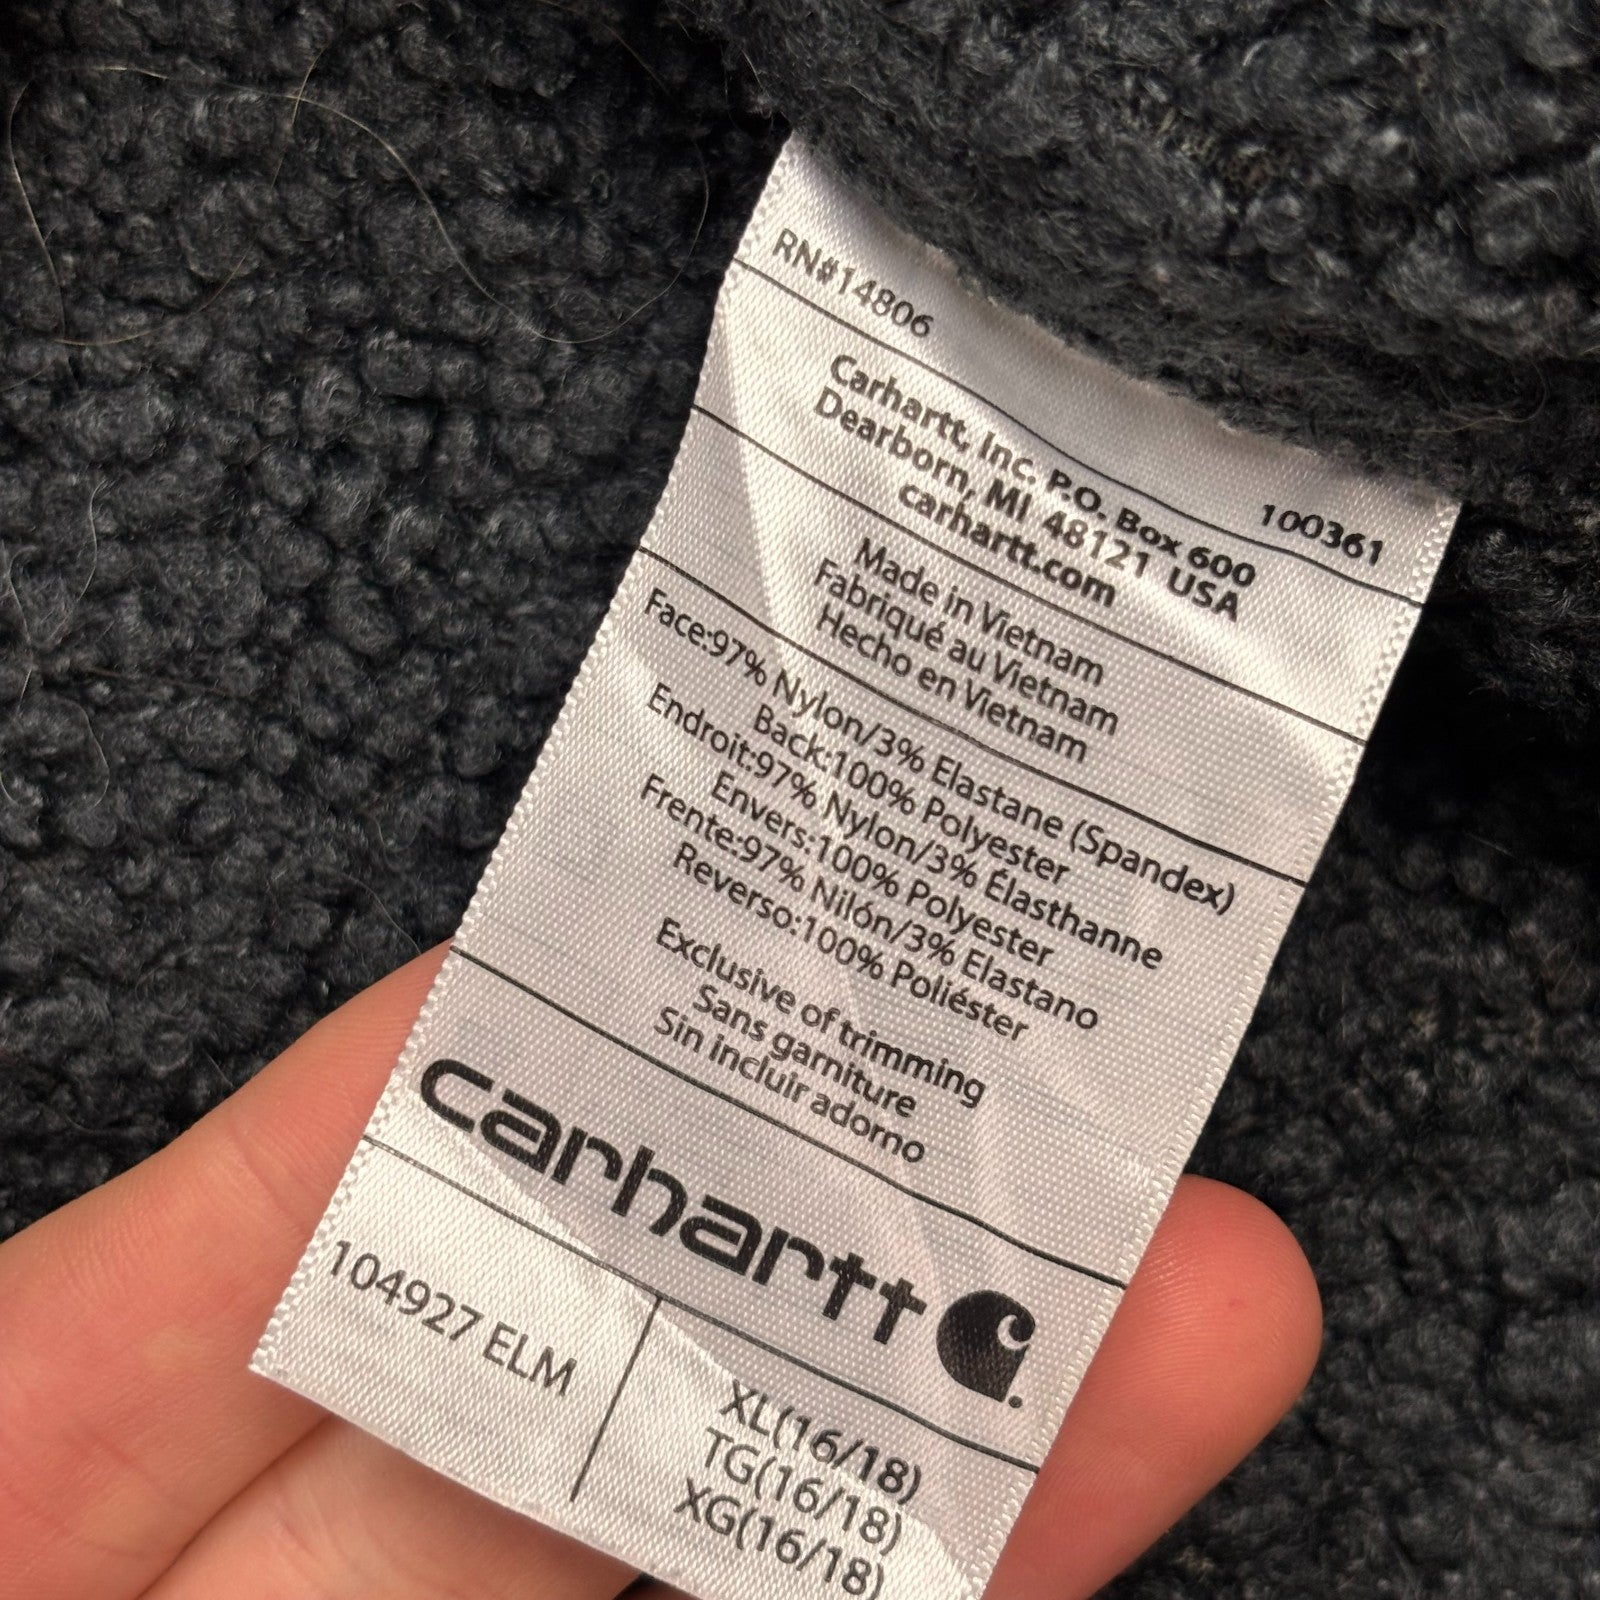 RN#14806
100361
Carhartt, Inc. P.O. Box 600
Dearborn, MI 48121 USA
carhartt.com
Made in Vietnam
Fabriqué au Vietnam
Hecho en Vietnam
Face:97% Nylon/3% Elastane (Spandex)
Back:100% Polyester
Endroit:97% Nylon/3% Élasthanne
Envers:100% Polyester
Frente:97% Nilón/3% Elastano
Reverso:100% Poliéster
Exclusive of trimming
Sans garniture
Sin incluir adorno
carhartt
104927 ELM
XL(16/18)
TG(16/18)
XG(16/18)